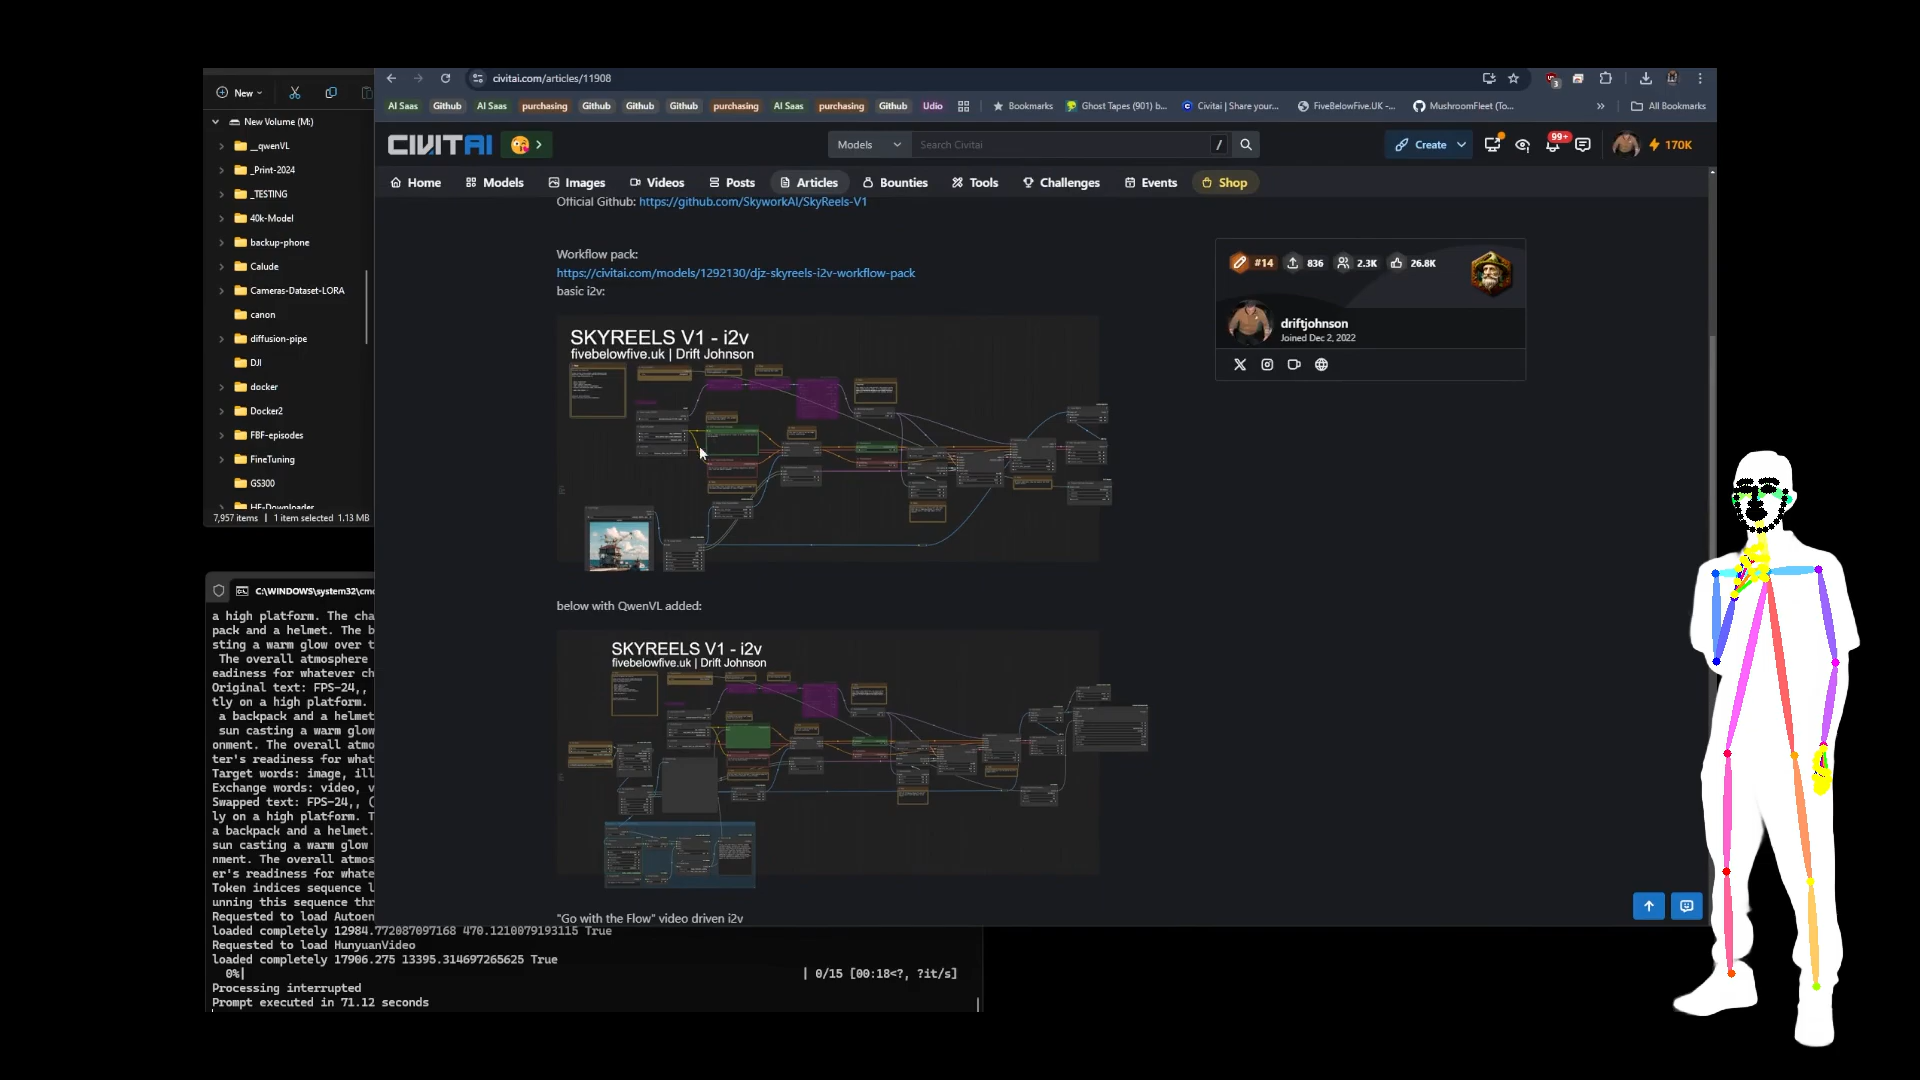 New
New Volume (M:)
__qwenVL
_Print-2024
_TESTING
40k-Model
backup-phone
Calude
Cameras-Dataset-LORA
canon
diffusion-pipe
DJI
docker
Docker2
FBF-episodes
FineTuning
GS300
HF-Downloader
7,957 items | 1 item selected 1.13 MB
civitai.com/articles/11908
3
AI Saas Github AI Saas purchasing Github Github Github purchasing AI Saas purchasing Github Udio Bookmarks Ghost Tapes (901) b... Civitai | Share your... FiveBelowFive.UK -... MushroomFleet (To... » All Bookmarks
CIVITAI Models Search Civitai / Create 99+ 170K
Home Models Images Videos Posts Articles Bounties Tools Challenges Events Shop
Official Github: https://github.com/SkyworkAI/SkyReels-V1
Workflow pack:
https://civitai.com/models/1292130/djz-skyreels-i2v-workflow-pack
basic i2v:
SKYREELS V1 - i2v
fivebelowfive.uk | Drift Johnson
below with QwenVL added:
SKYREELS V1 - i2v
fivebelowfive.uk | Drift Johnson
"Go with the Flow" video driven i2v
#14 836 2.3K 26.8K
driftjohnson
Joined Dec 2, 2022
C:\WINDOWS\system32\cmd
a high platform. The cha
pack and a helmet. The b
sting a warm glow over t
The overall atmosphere
eadiness for whatever ch
Original text: FPS-24,,
tly on a high platform.
a backpack and a helmet
sun casting a warm glow
onment. The overall atmo
ter's readiness for what
Target words: image, ill
Exchange words: video, v
Swapped text: FPS-24,, (
ly on a high platform. T
a backpack and a helmet.
sun casting a warm glow
nment. The overall atmos
er's readiness for whate
Token indices sequence l
unning this sequence thr
Requested to load Autoen
loaded completely 12984.772087097168 470.1210079193115 True
Requested to load HunyuanVideo
loaded completely 17906.275 13395.314697265625 True
0%| | 0/15 [00:18<?, ?it/s]
Processing interrupted
Prompt executed in 71.12 seconds